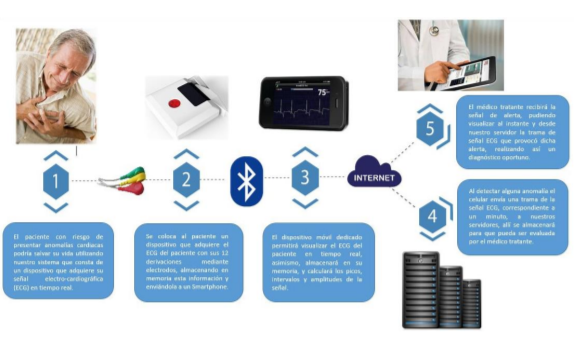 75
1
2
3
INTERNET
5
4
El paciente con riesgo de
presentar anomalías cardiacas
podría salvar su vida utilizando
nuestro sistema que consta de
un dispositivo que adquiere su
señal electro-cardiográfica
(ECG) en tiempo real.
Se coloca al paciente un
dispositivo que adquiere el
ECG del paciente con sus 12
derivaciones mediante
electrodos, almacenando en
memoria esta información y
enviándola a un Smartphone
El dispositivo móvil dedicado
permitirá visualizar el ECG del
paciente en tiempo real,
asimismo, almacenará en su
memoria, y calculará los picos,
intervalos y amplitudes de la
señal.
El médico tratante recibirá la
señal de alerta, pudiendo
visualizar al instante y desde
nuestro servidor la trama de
señal ECG que provocó dicha
alerta, realizando así un
diagnóstico oportuno.
Al detectar alguna anomalía el
celular envía una trama de la
señal ECG, correspondiente a
un minuto, a nuestros
servidores, allí se almacenará
para que pueda ser evaluada
por el médico tratante.